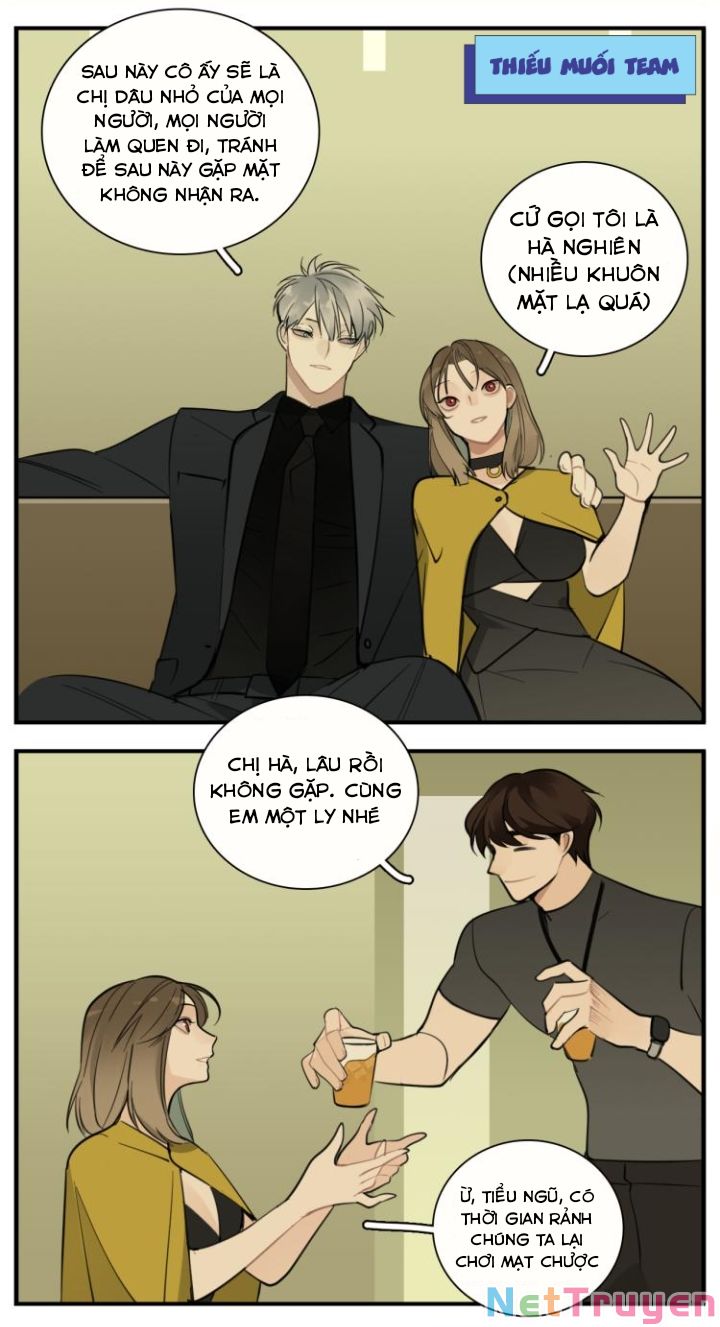 THIẾU MUỐI TEAM
SAU NÀY CÔ ẤY SẼ LÀ
CHỊ DÂU NHỎ CỦA MỌI
NGƯỜI, MỌI NGƯỜI
LÀM QUEN ĐI, TRÁNH
ĐỂ SAU NÀY GẶP MẶT
KHÔNG NHẬN RA.
CỨ GỌI TÔI LÀ
HÀ NGHIÊN
(NHIỀU KHUÔN
MẶT LẠ QUÁ)
CHỊ HÀ, LÂU RỒI
KHÔNG GẶP. CÙNG
EM MỘT LY NHÉ
Ừ, TIỂU NGŨ, CÓ
THỜI GIAN RẢNH
CHÚNG TA LẠI
CHƠI MẠT CHƯỢC
NetTruyen